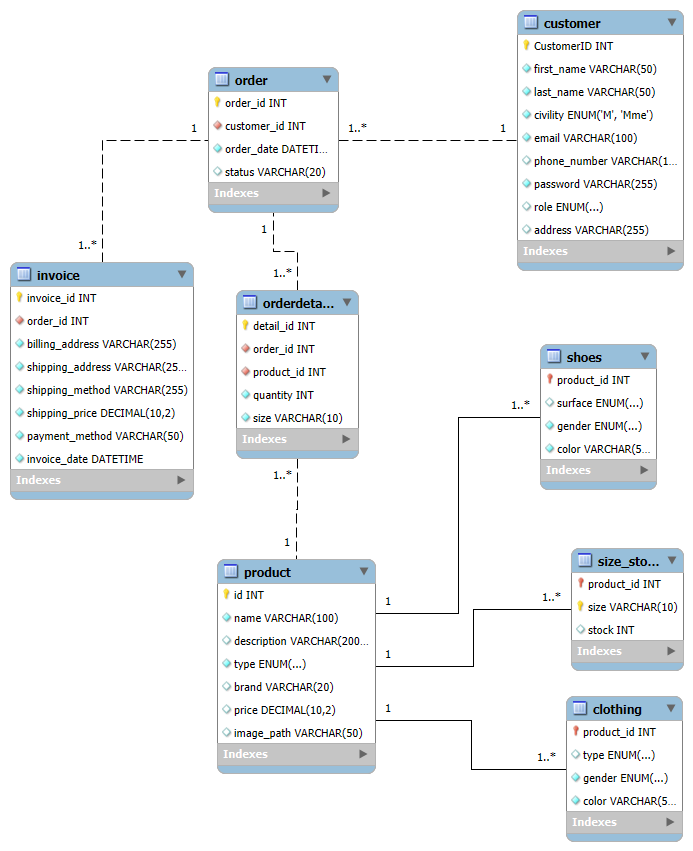 customer
CustomerID INT
first_name VARCHAR(50)
last_name VARCHAR(50)
civility ENUM('M', 'Mme')
email VARCHAR(100)
phone_number VARCHAR(1...
password VARCHAR(255)
role ENUM(...)
address VARCHAR(255)
Indexes
order
order_id INT
customer_id INT
order_date DATETI...
status VARCHAR(20)
Indexes
1
1..*
1
1..*
1
1..*
invoice
invoice_id INT
order_id INT
billing_address VARCHAR(255)
shipping_address VARCHAR(25...
shipping_method VARCHAR(255)
shipping_price DECIMAL(10,2)
payment_method VARCHAR(50)
invoice_date DATETIME
Indexes
orderdeta...
detail_id INT
order_id INT
product_id INT
quantity INT
size VARCHAR(10)
Indexes
1..*
1
shoes
product_id INT
surface ENUM(...)
gender ENUM(...)
color VARCHAR(5...
Indexes
1..*
1
product
id INT
name VARCHAR(100)
description VARCHAR(200...
type ENUM(...)
brand VARCHAR(20)
price DECIMAL(10,2)
image_path VARCHAR(50)
Indexes
size_sto...
product_id INT
size VARCHAR(10)
stock INT
Indexes
1..*
1
clothing
product_id INT
type ENUM(...)
gender ENUM(...)
color VARCHAR(5...
Indexes
1
1..*